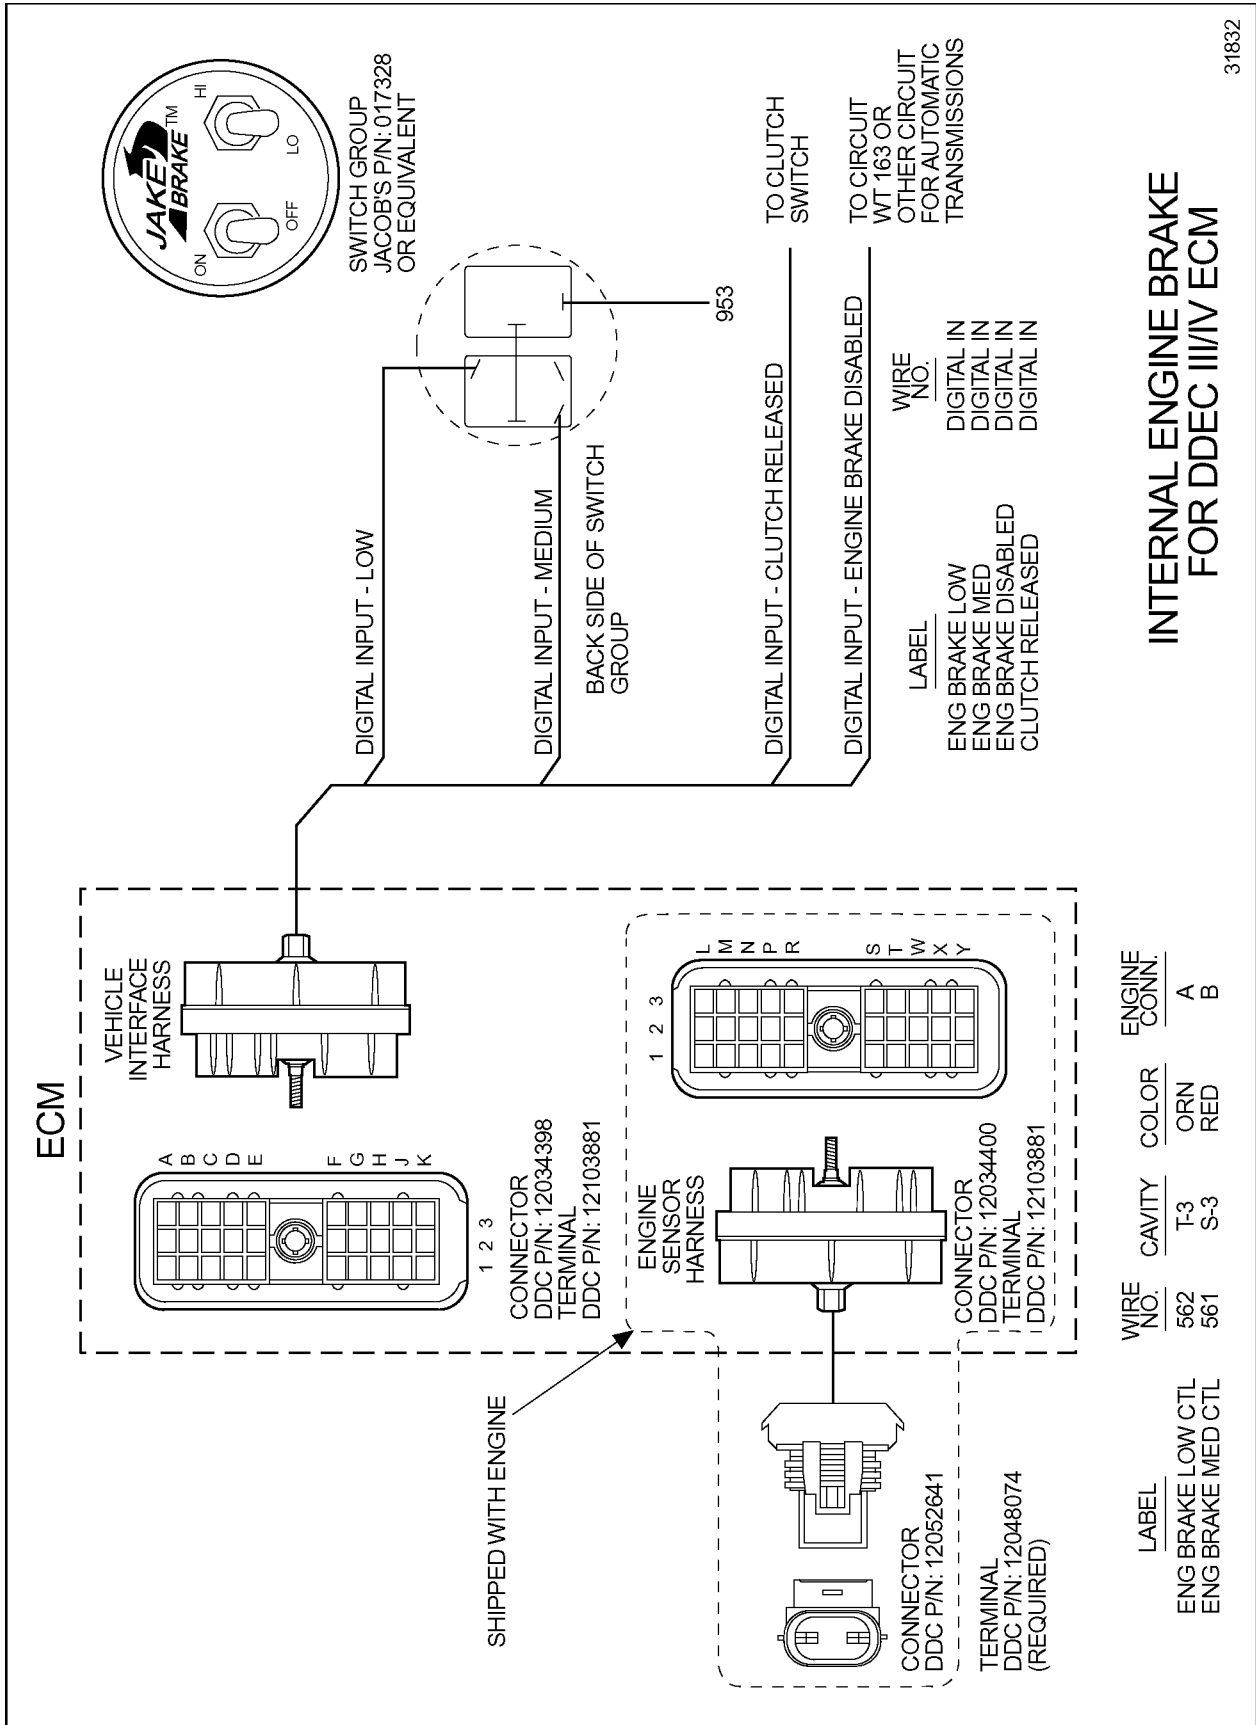 ECM
VEHICLE
INTERFACE
HARNESS
A
B
C
D
E
F
G
H
J
K
1 2 3
CONNECTOR
DDC P/N: 12034398
TERMINAL
DDC P/N: 12103881
SHIPPED WITH ENGINE
ENGINE
SENSOR
HARNESS
1 2 3
L
M
N
P
R
S
T
W
X
Y
CONNECTOR
DDC P/N: 12034400
TERMINAL
DDC P/N: 12103881
CONNECTOR
DDC P/N: 12052641
TERMINAL
DDC P/N: 12048074
(REQUIRED)
JAKE
BRAKE™
ON
OFF
HI
LO
SWITCH GROUP
JACOB'S P/N: 017328
OR EQUIVALENT
DIGITAL INPUT - LOW
DIGITAL INPUT - MEDIUM
BACK SIDE OF SWITCH
GROUP
953
DIGITAL INPUT - CLUTCH RELEASED
TO CLUTCH
SWITCH
DIGITAL INPUT - ENGINE BRAKE DISABLED
TO CIRCUIT
WT 163 OR
OTHER CIRCUIT
FOR AUTOMATIC
TRANSMISSIONS
LABEL WIRE NO.
ENG BRAKE LOW DIGITAL IN
ENG BRAKE MED DIGITAL IN
ENG BRAKE DISABLED DIGITAL IN
CLUTCH RELEASED DIGITAL IN
LABEL WIRE NO. CAVITY COLOR ENGINE CONN.
ENG BRAKE LOW CTL 562 T-3 ORN A
ENG BRAKE MED CTL 561 S-3 RED B
INTERNAL ENGINE BRAKE
FOR DDEC III/IV ECM
31832